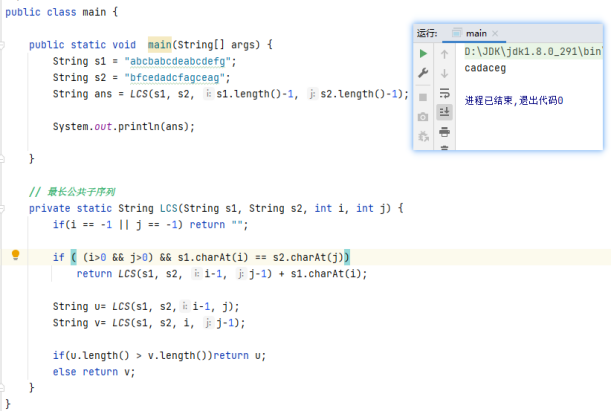 public class main {
public static void main(String[] args) {
String s1 = "abcbabcdeabcdefg";
String s2 = "bfcedadcfagceag";
String ans = LCS(s1, s2, i: s1.length()-1, j: s2.length()-1);
System.out.println(ans);
}
// 最长公共子序列
private static String LCS(String s1, String s2, int i, int j) {
if(i == -1 || j == -1) return "";
if ( (i>0 && j>0) && s1.charAt(i) == s2.charAt(j))
return LCS(s1, s2, i: i-1, j: j-1) + s1.charAt(i);
String u= LCS(s1, s2, i: i-1, j);
String v= LCS(s1, s2, i, j: j-1);
if(u.length() > v.length())return u;
else return v;
}
}
运行: main
D:\JDK\jdk1.8.0_291\bin
cadaceg
进程已结束,退出代码0